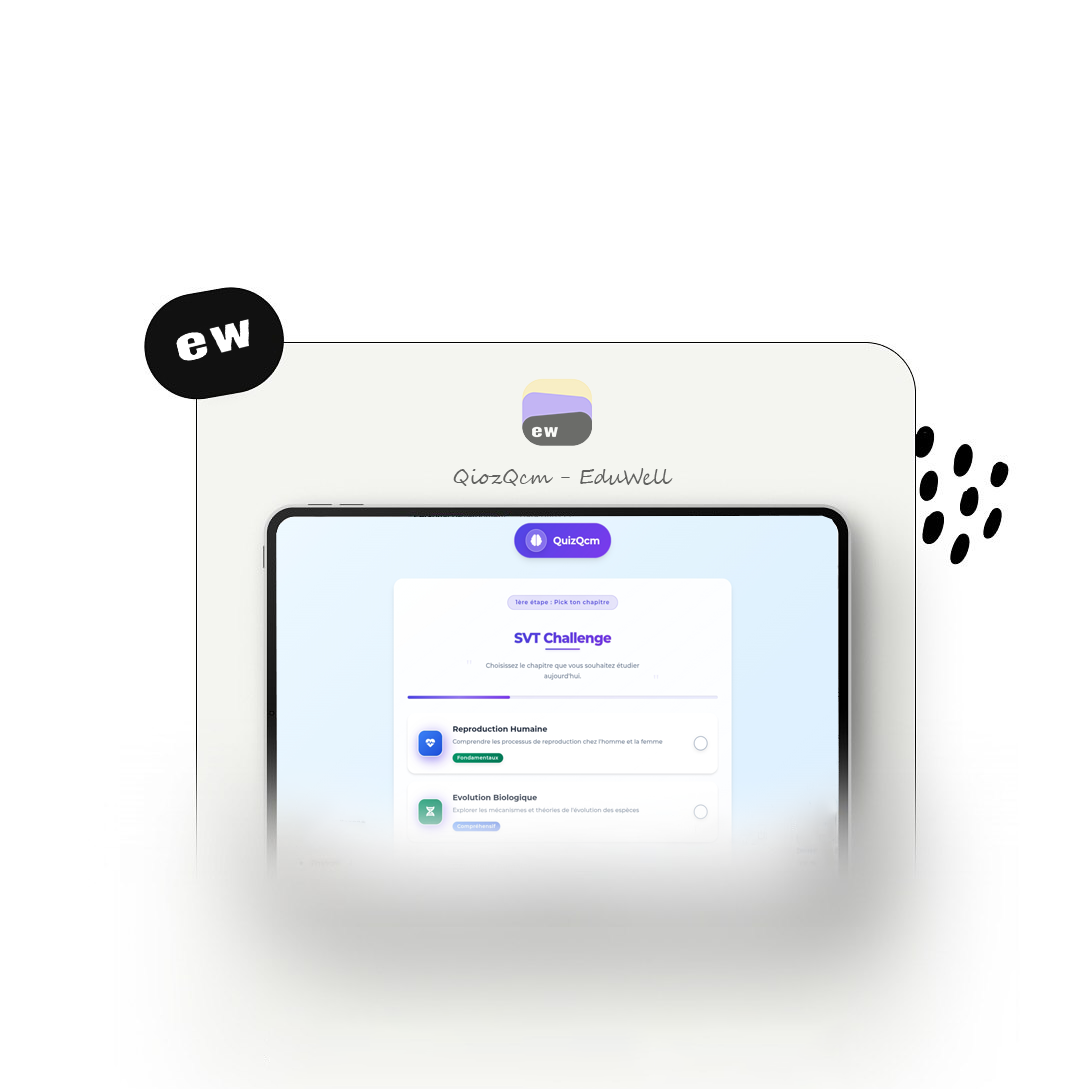 ew
ew
QiozQcm - EduWell
QuizQcm
1ère étape : Pick ton chapitre
SVT Challenge
Choisissez le chapitre que vous souhaitez étudier
aujourd'hui.
Reproduction Humaine
Comprendre les processus de reproduction chez l'homme et la femme
Fondementaux
Evolution Biologique
Explorer les mécanismes et théories de l'évolution des espèces
Compréhensif